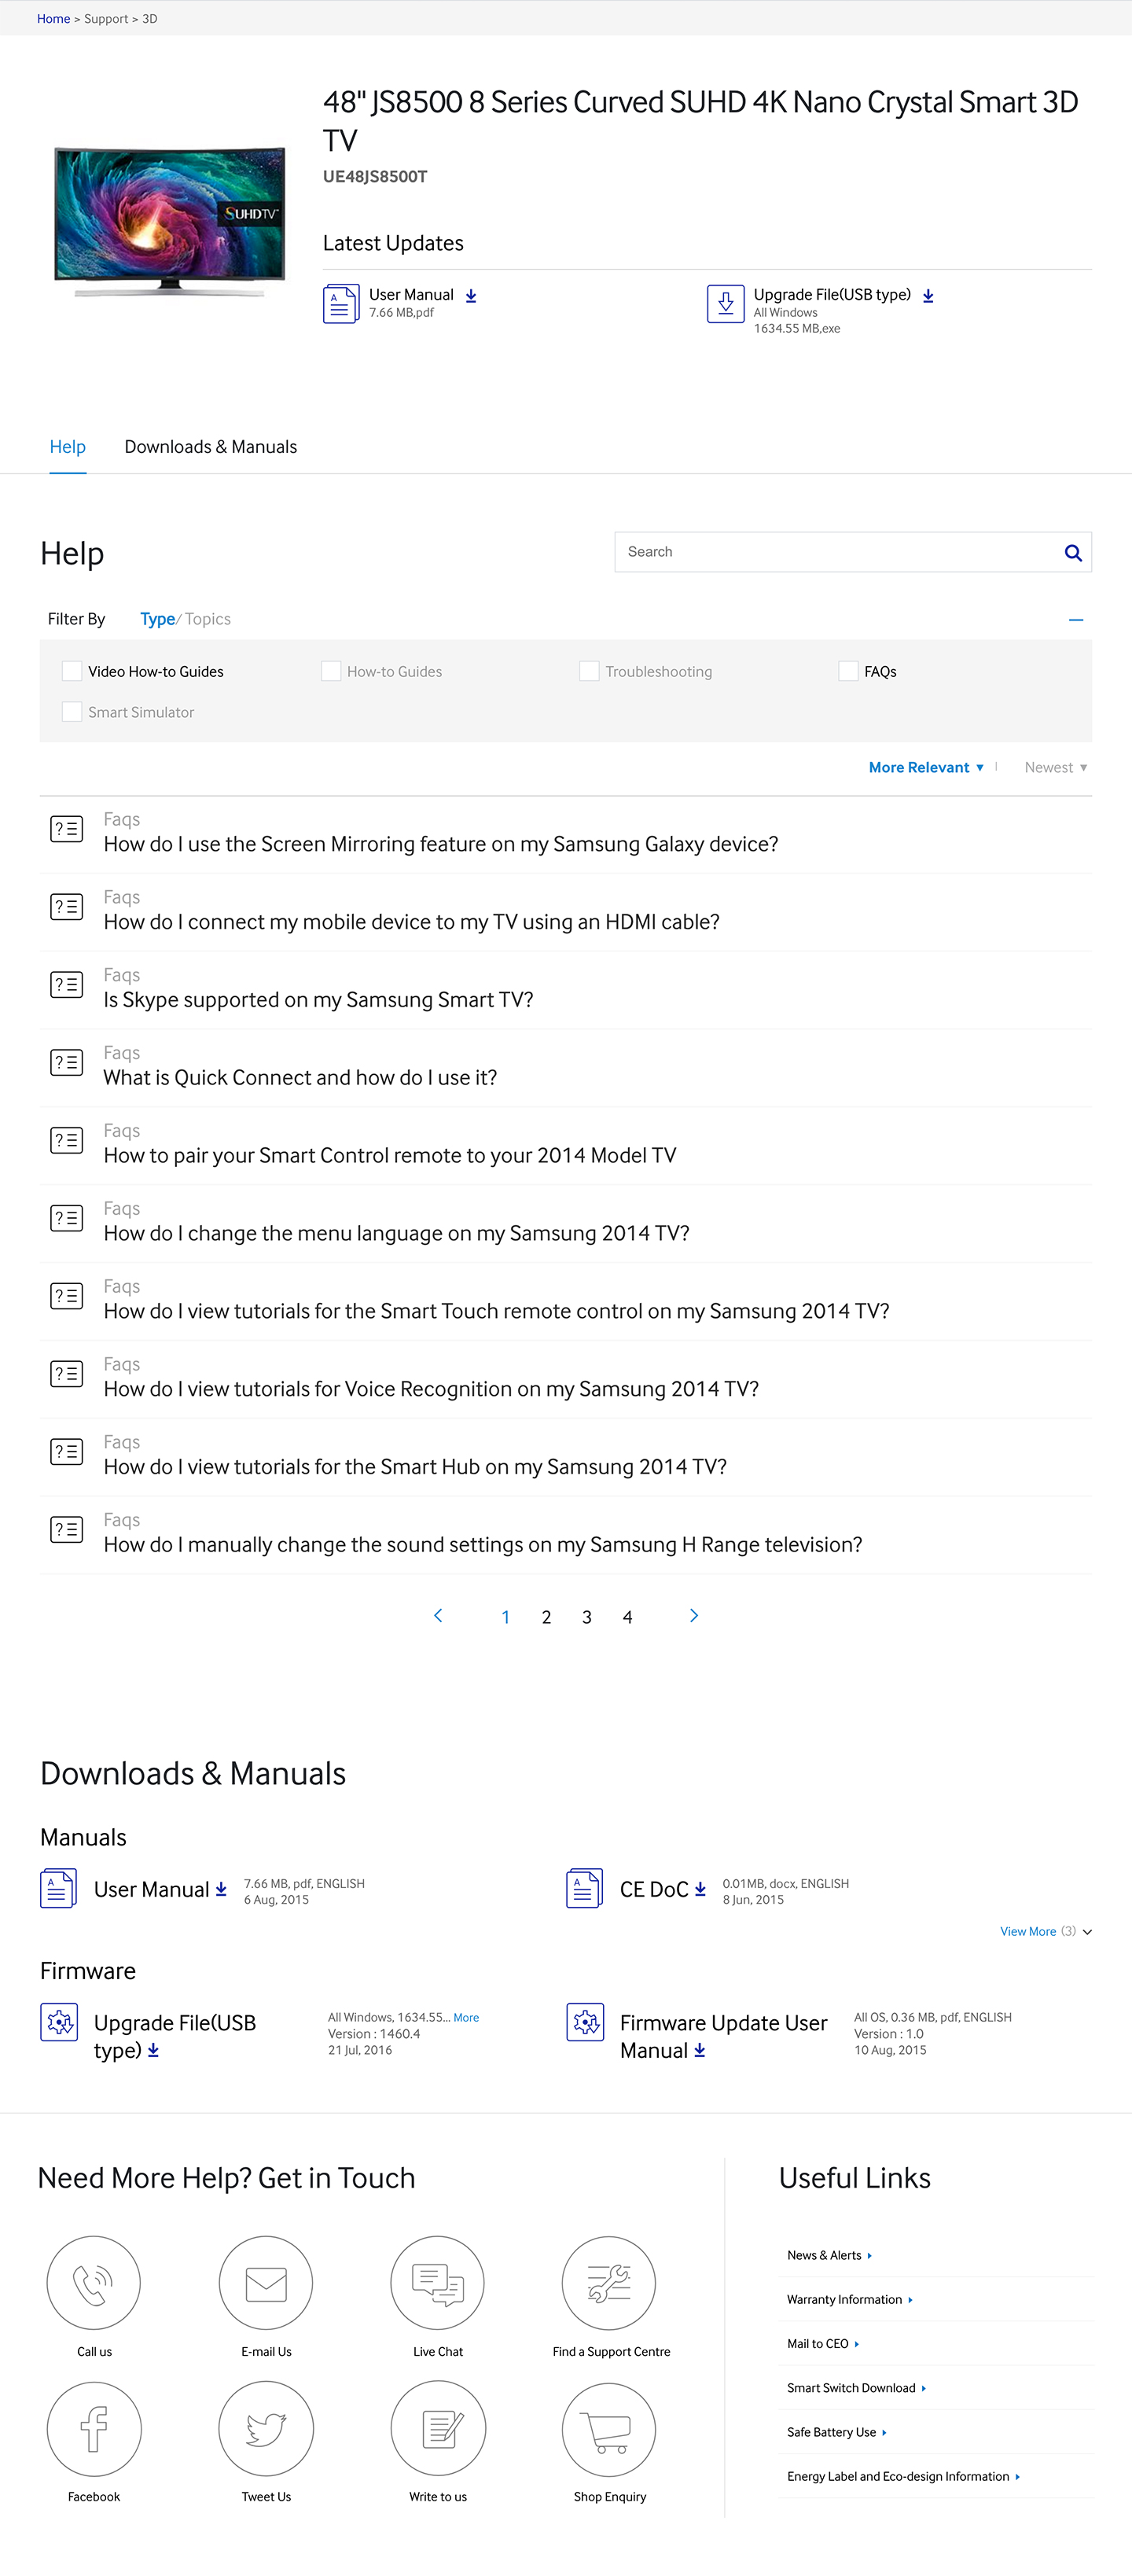 Home > Support > 3D
48" JS8500 8 Series Curved SUHD 4K Nano Crystal Smart 3D
TV
UE48JS8500T
SUHDTV
Latest Updates
User Manual
7.66 MB,pdf
Upgrade File(USB type)
All Windows
1634.55 MB,exe
Help Downloads & Manuals
Help
Search
Filter By Type/ Topics
Video How-to Guides How-to Guides Troubleshooting FAQs
Smart Simulator
More Relevant ▼ | Newest ▼
Faqs
How do I use the Screen Mirroring feature on my Samsung Galaxy device?
Faqs
How do I connect my mobile device to my TV using an HDMI cable?
Faqs
Is Skype supported on my Samsung Smart TV?
Faqs
What is Quick Connect and how do I use it?
Faqs
How to pair your Smart Control remote to your 2014 Model TV
Faqs
How do I change the menu language on my Samsung 2014 TV?
Faqs
How do I view tutorials for the Smart Touch remote control on my Samsung 2014 TV?
Faqs
How do I view tutorials for Voice Recognition on my Samsung 2014 TV?
Faqs
How do I view tutorials for the Smart Hub on my Samsung 2014 TV?
Faqs
How do I manually change the sound settings on my Samsung H Range television?
1 2 3 4
Downloads & Manuals
Manuals
User Manual
7.66 MB, pdf, ENGLISH
6 Aug, 2015
CE DoC
0.01MB, docx, ENGLISH
8 Jun, 2015
View More (3)
Firmware
Upgrade File(USB
type)
All Windows, 1634.55... More
Version : 1460.4
21 Jul, 2016
Firmware Update User
Manual
All OS, 0.36 MB, pdf, ENGLISH
Version : 1.0
10 Aug, 2015
Need More Help? Get in Touch
Call us E-mail Us Live Chat Find a Support Centre
Facebook Tweet Us Write to us Shop Enquiry
Useful Links
News & Alerts
Warranty Information
Mail to CEO
Smart Switch Download
Safe Battery Use
Energy Label and Eco-design Information